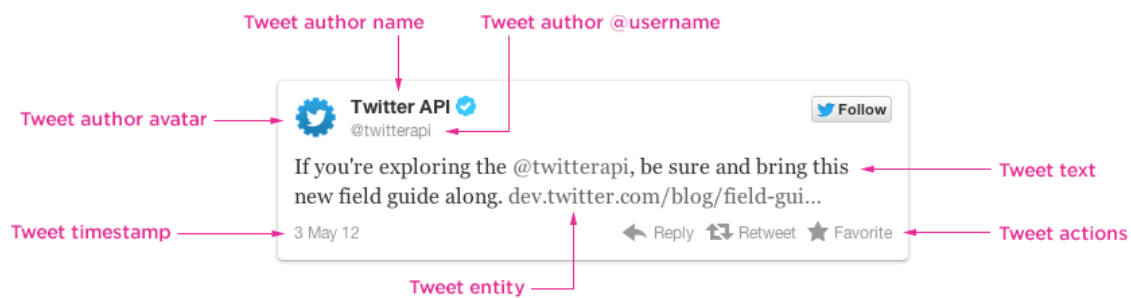 Tweet author name
Tweet author @username
Twitter API
Follow
Tweet author avatar
@twitterapi
If you're exploring the @twitterapi, be sure and bring this
Tweet text
new field guide along. dev.twitter.com/blog/field-gui...
Tweet timestamp
3 May 12
Reply
Retweet
Favorite
Tweet actions
Tweet entity